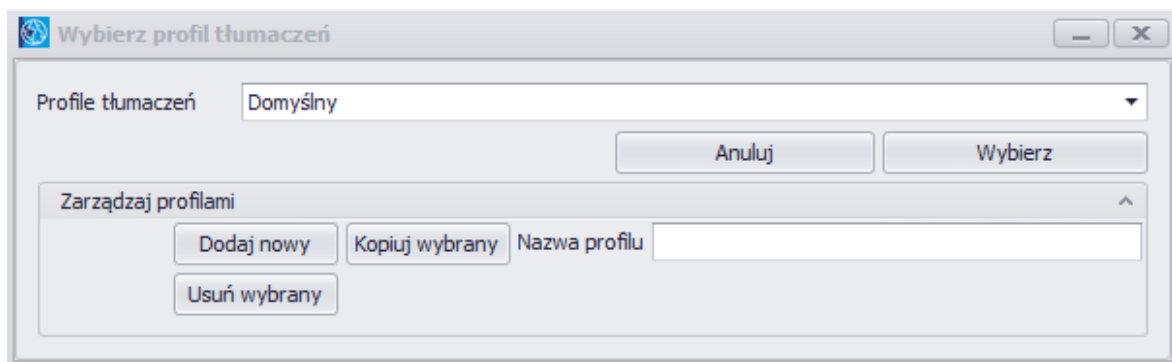 Wybierz profil tłumaczeń
Profile tłumaczeń Domyślny
Anuluj Wybierz
Zarządzaj profilami
Dodaj nowy Kopiuj wybrany Nazwa profilu
Usuń wybrany